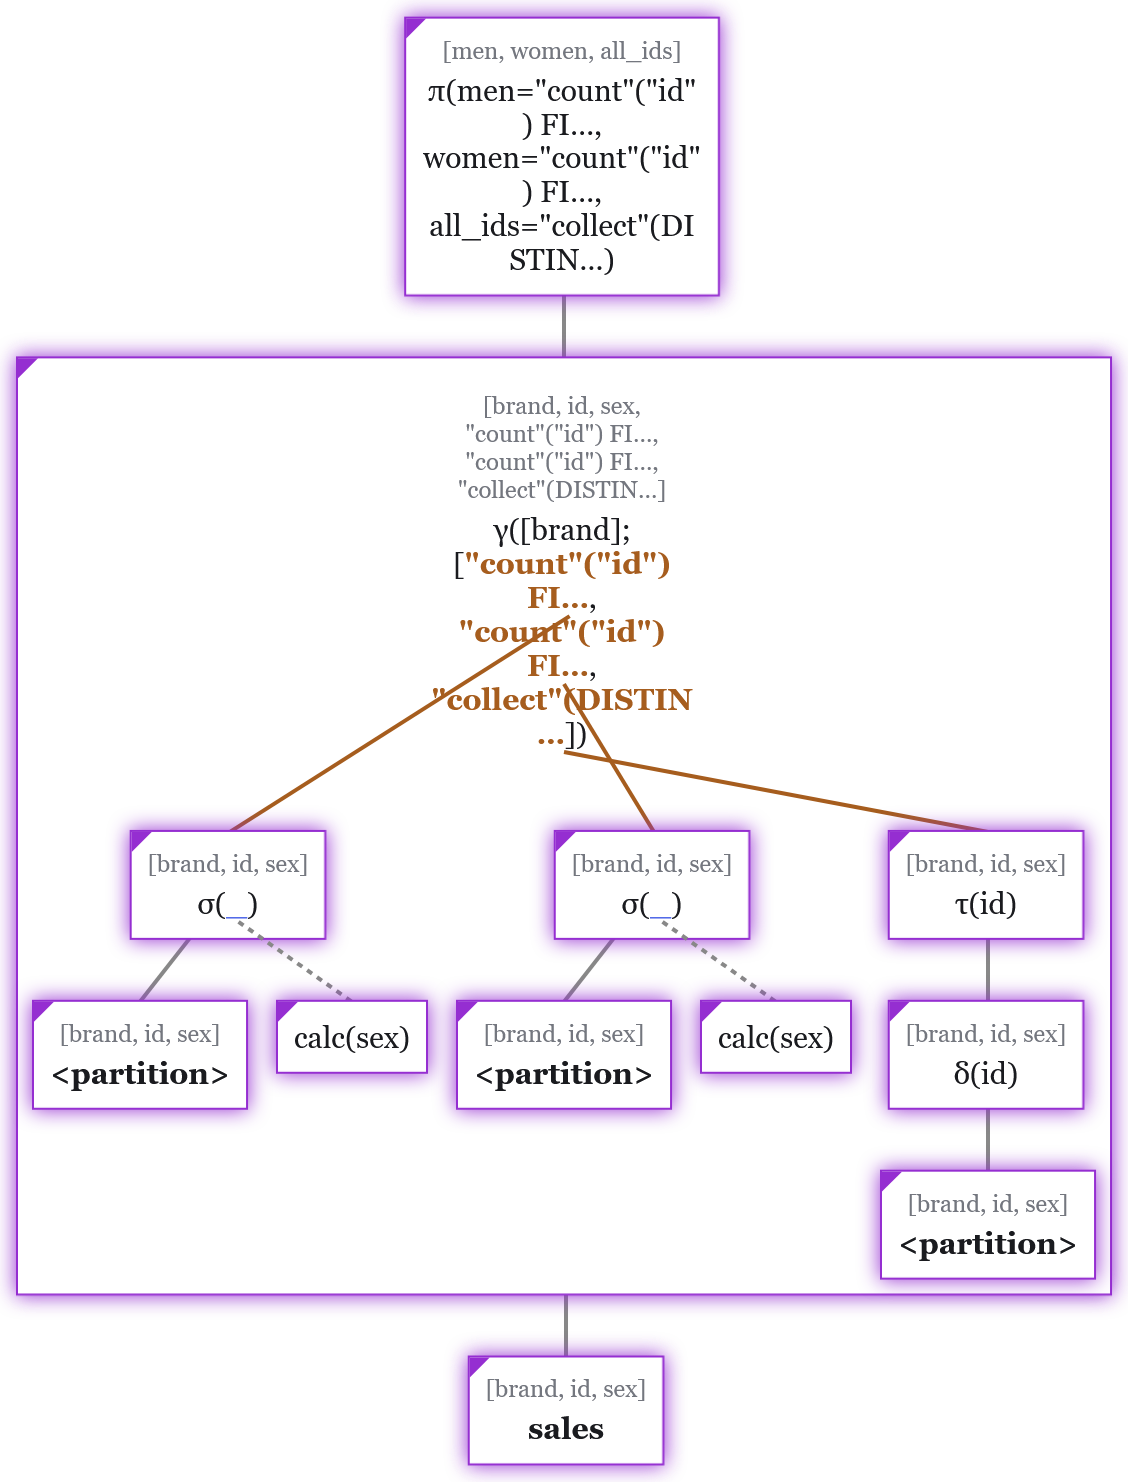 [men, women, all_ids]
π(men="count"("id"
) FI...,
women="count"("id"
) FI...,
all_ids="collect"(DI
STIN...)
[brand, id, sex,
"count"("id") FI...,
"count"("id") FI...,
"collect"(DISTIN...]
γ([brand];
["count"("id")
FI...,
"count"("id")
FI...,
"collect"(DISTIN
...])
[brand, id, sex]
σ(_)
[brand, id, sex]
σ(_)
[brand, id, sex]
τ(id)
[brand, id, sex]
<partition>
calc(sex)
[brand, id, sex]
<partition>
calc(sex)
[brand, id, sex]
δ(id)
[brand, id, sex]
<partition>
[brand, id, sex]
sales